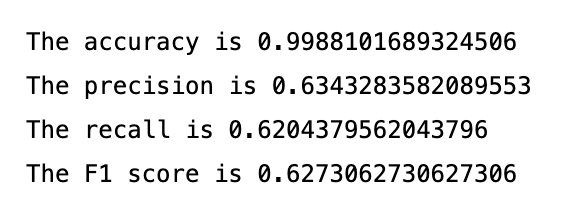 The accuracy is 0.9988101689324506
The precision is 0.6343283582089553
The recall is 0.6204379562043796
The F1 score is 0.6273062730627306